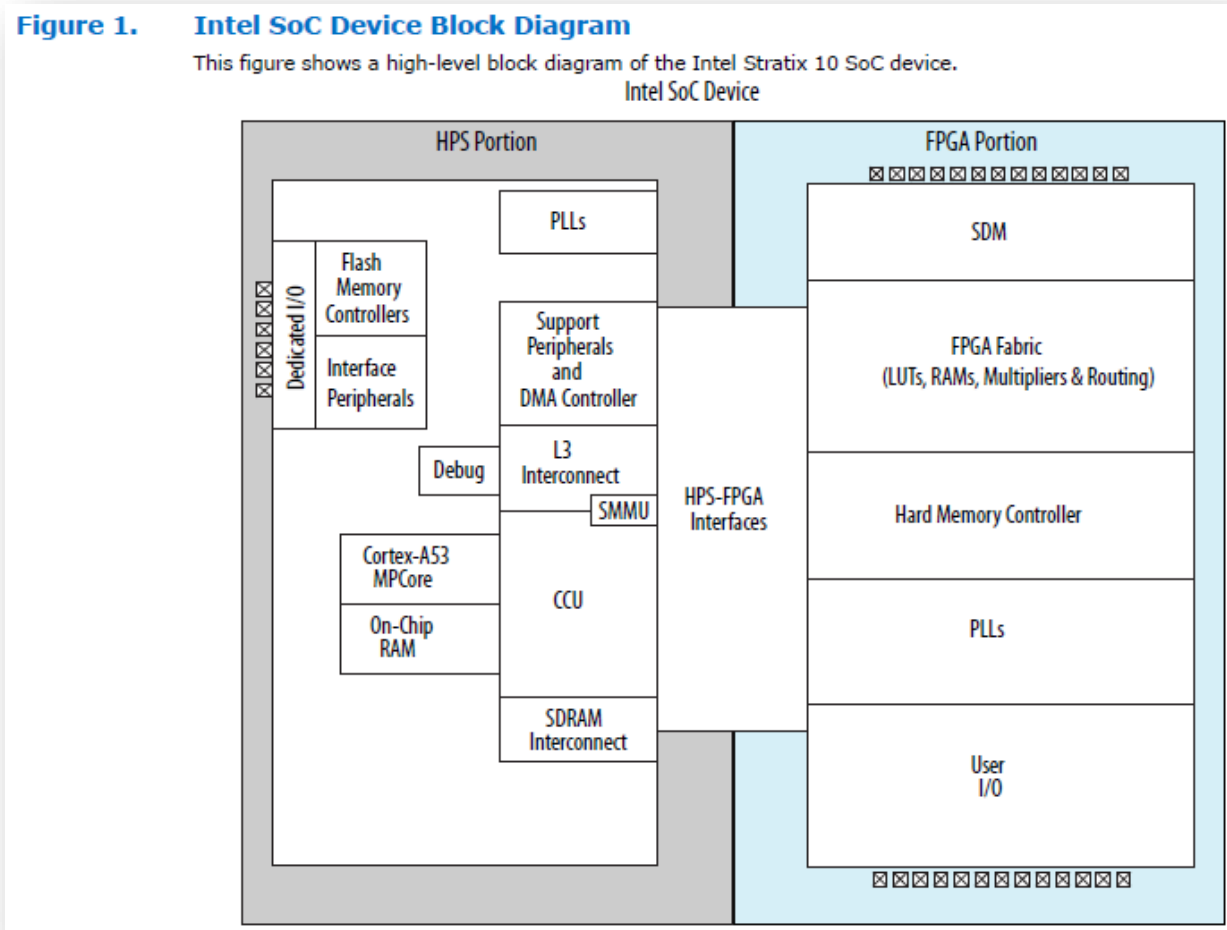 Figure 1. Intel SoC Device Block Diagram
This figure shows a high-level block diagram of the Intel Stratix 10 SoC device.
Intel SoC Device
HPS Portion
PLLs
Dedicated I/O
Flash
Memory
Controllers
Interface
Peripherals
Support
Peripherals
and
DMA Controller
Debug
L3
Interconnect
SMMU
Cortex-A53
MPCore
On-Chip
RAM
CCU
SDRAM
Interconnect
HPS-FPGA
Interfaces
FPGA Portion
SDM
FPGA Fabric
(LUTs, RAMs, Multipliers & Routing)
Hard Memory Controller
PLLs
User
I/O